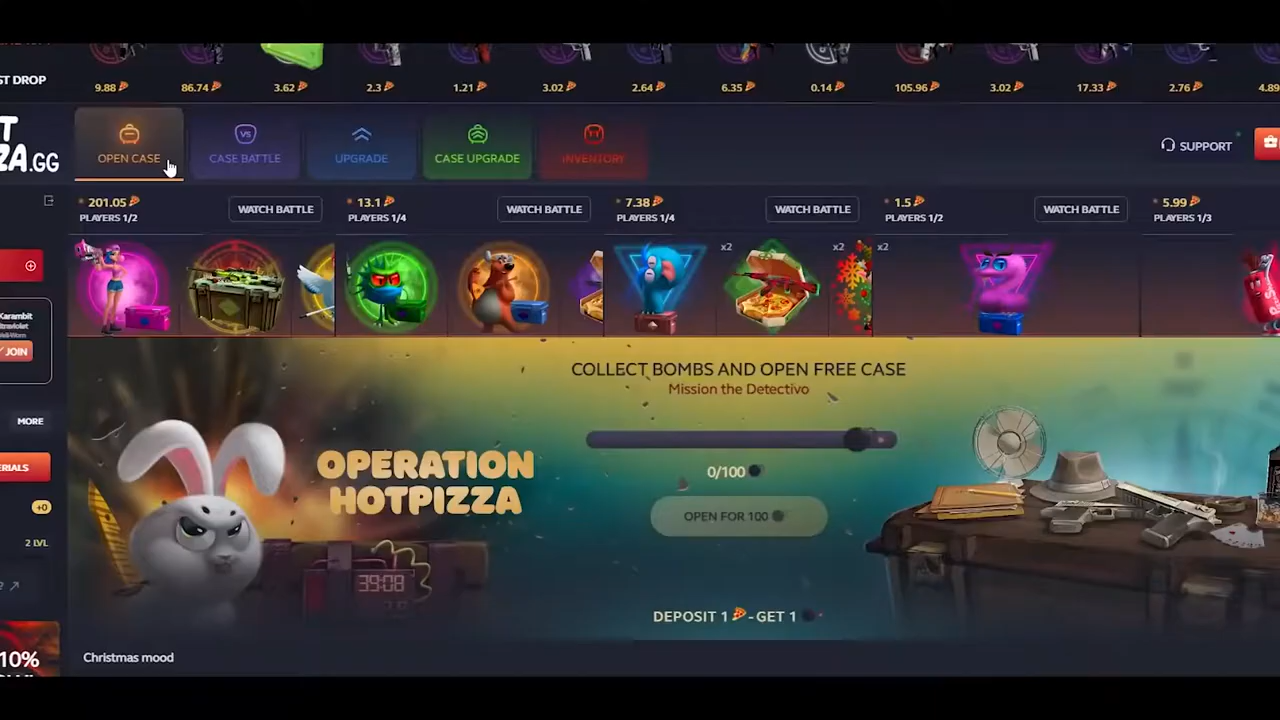 ST DROP
9.88
86.74
3.62
2.3
1.21
3.02
2.64
6.35
0.14
105.96
3.02
17.33
2.76
4.89
T
ZA.GG
OPEN CASE
VS
CASE BATTLE
UPGRADE
CASE UPGRADE
INVENTORY
SUPPORT
201.05
PLAYERS 1/2
WATCH BATTLE
13.1
PLAYERS 1/4
WATCH BATTLE
7.38
PLAYERS 1/4
WATCH BATTLE
1.5
PLAYERS 1/2
WATCH BATTLE
5.99
PLAYERS 1/3
x2
x2
x2
Karambit
JOIN
MORE
ERIALS
+0
2 LVL
?
10%
COLLECT BOMBS AND OPEN FREE CASE
Mission the Detectivo
OPERATION
HOTPIZZA
0/100
OPEN FOR 100
39:08
DEPOSIT 1 - GET 1
Christmas mood